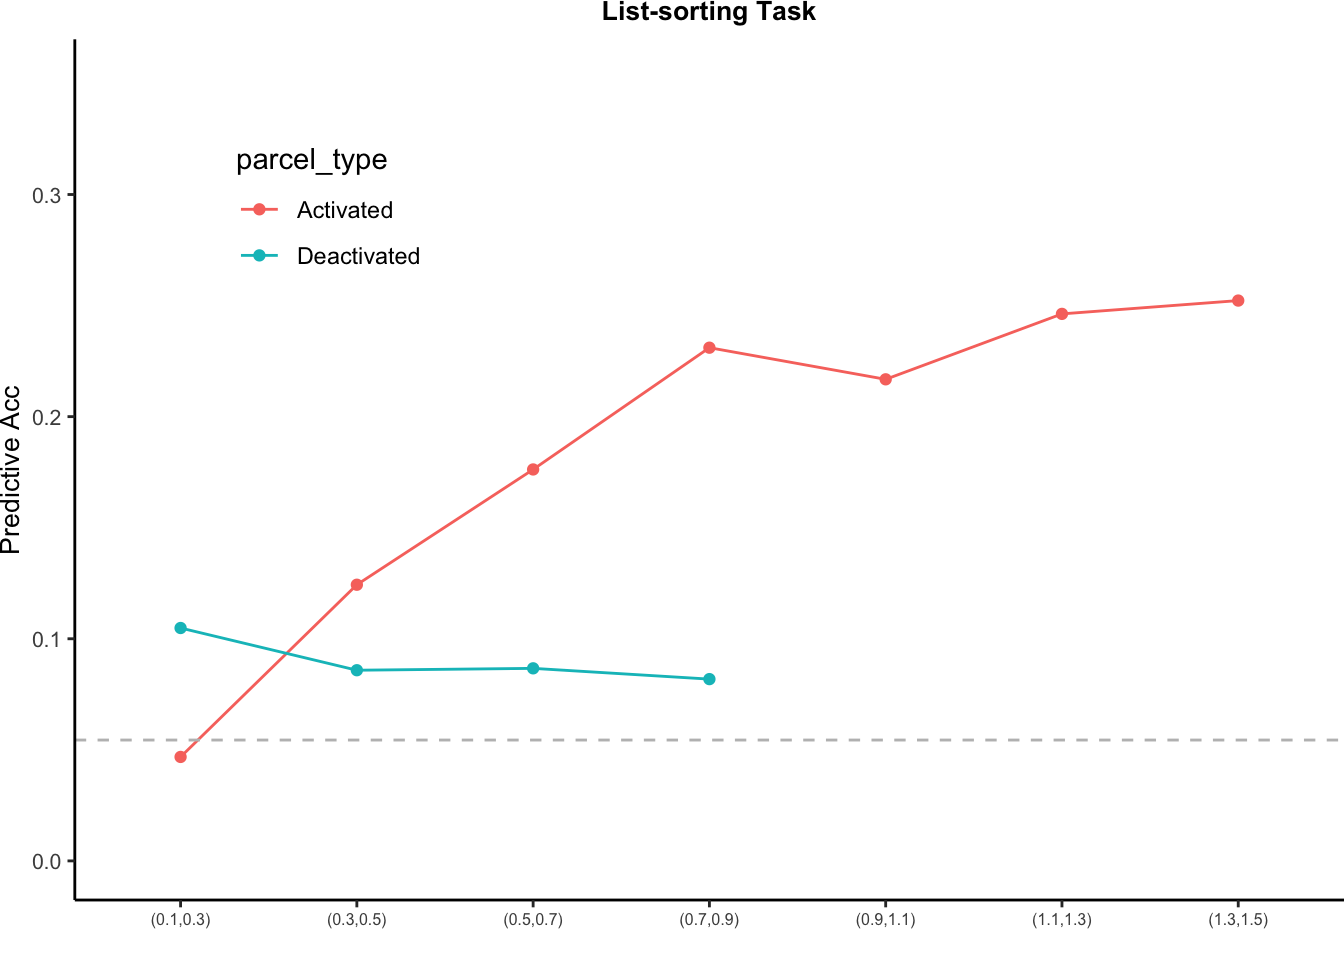 List-sorting Task
parcel_type
Activated
Deactivated
Predictive Acc
0.3
0.2
0.1
0.0
(0.1,0.3)
(0.3,0.5)
(0.5,0.7)
(0.7,0.9)
(0.9,1.1)
(1.1,1.3)
(1.3,1.5)